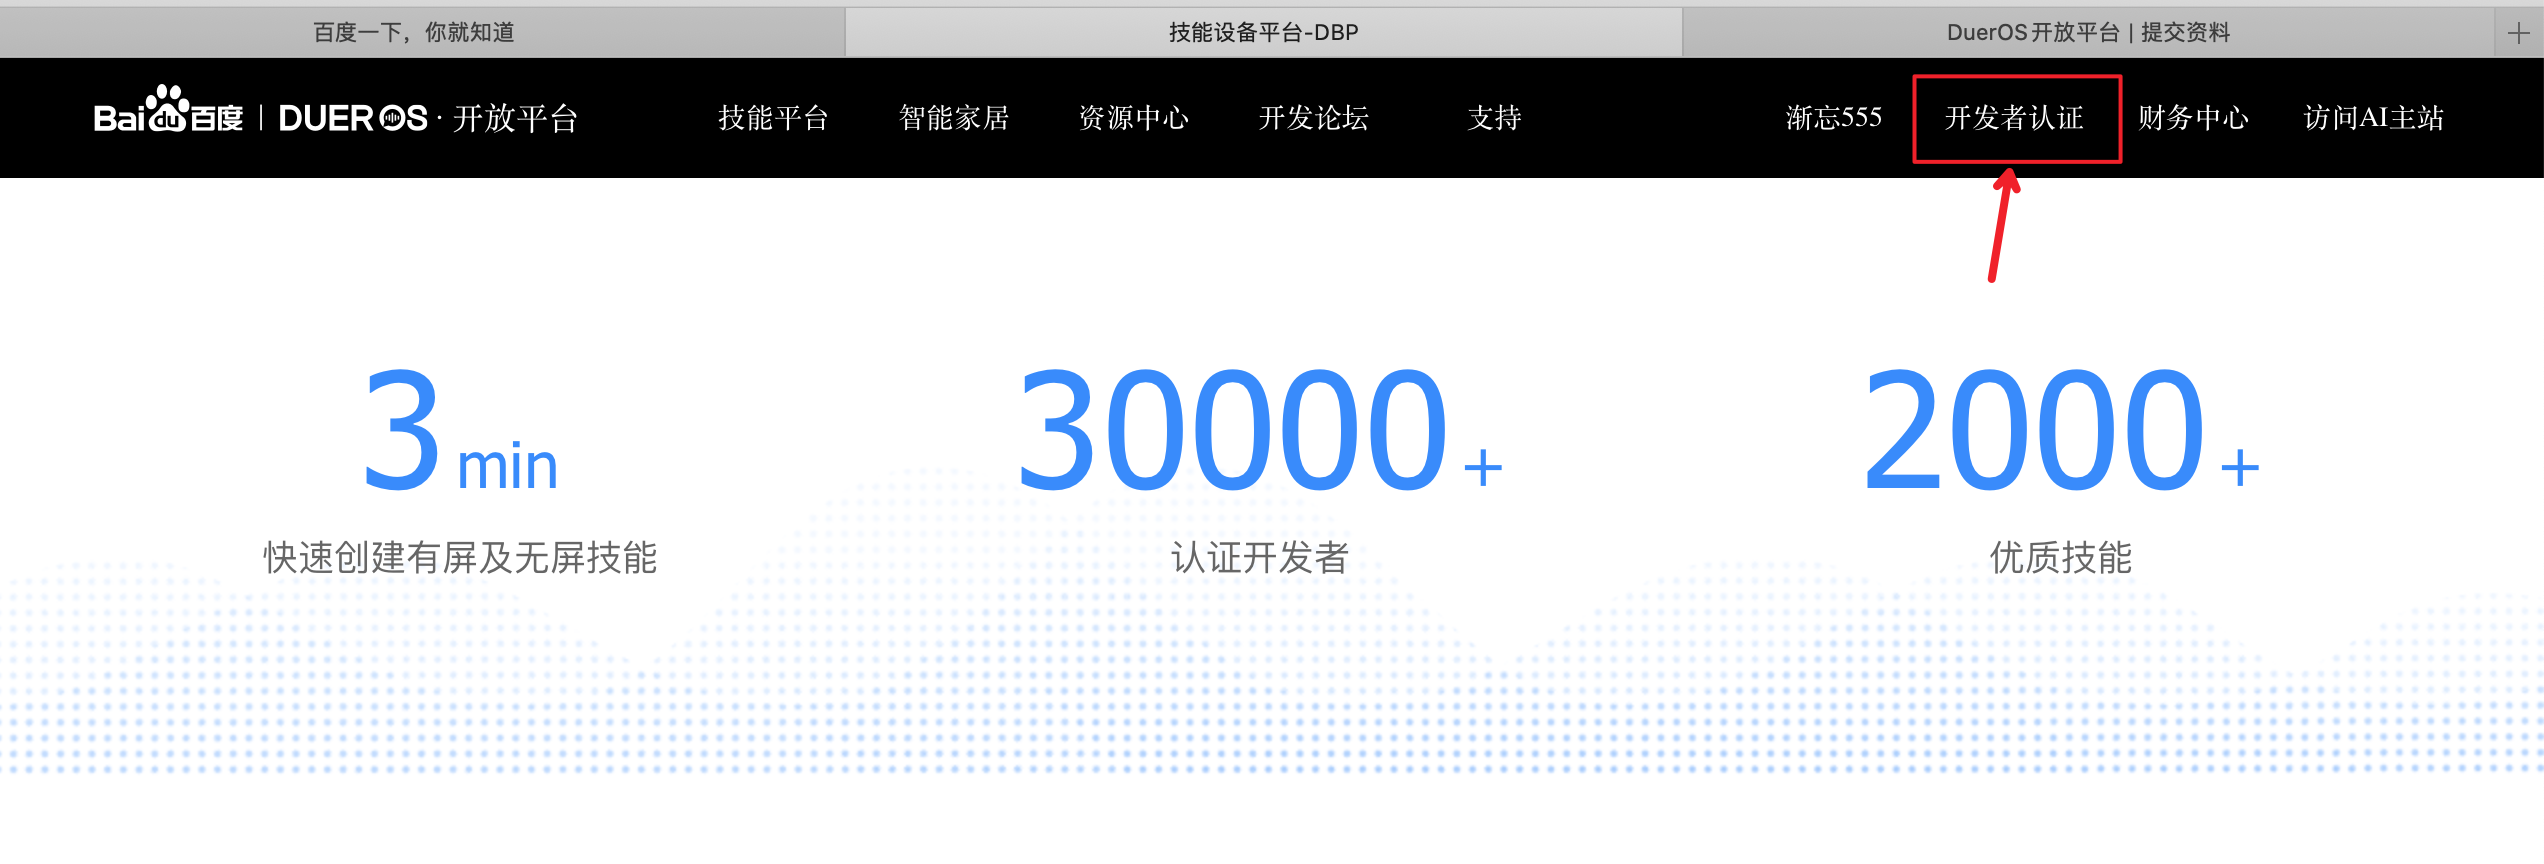 百度一下，你就知道
技能设备平台-DBP
DuerOS开放平台 | 提交资料
Bai du 百度 | DUEROS · 开放平台
技能平台
智能家居
资源中心
开发论坛
支持
渐忘555
开发者认证
财务中心
访问AI主站
3 min
30000 +
2000 +
快速创建有屏及无屏技能
认证开发者
优质技能